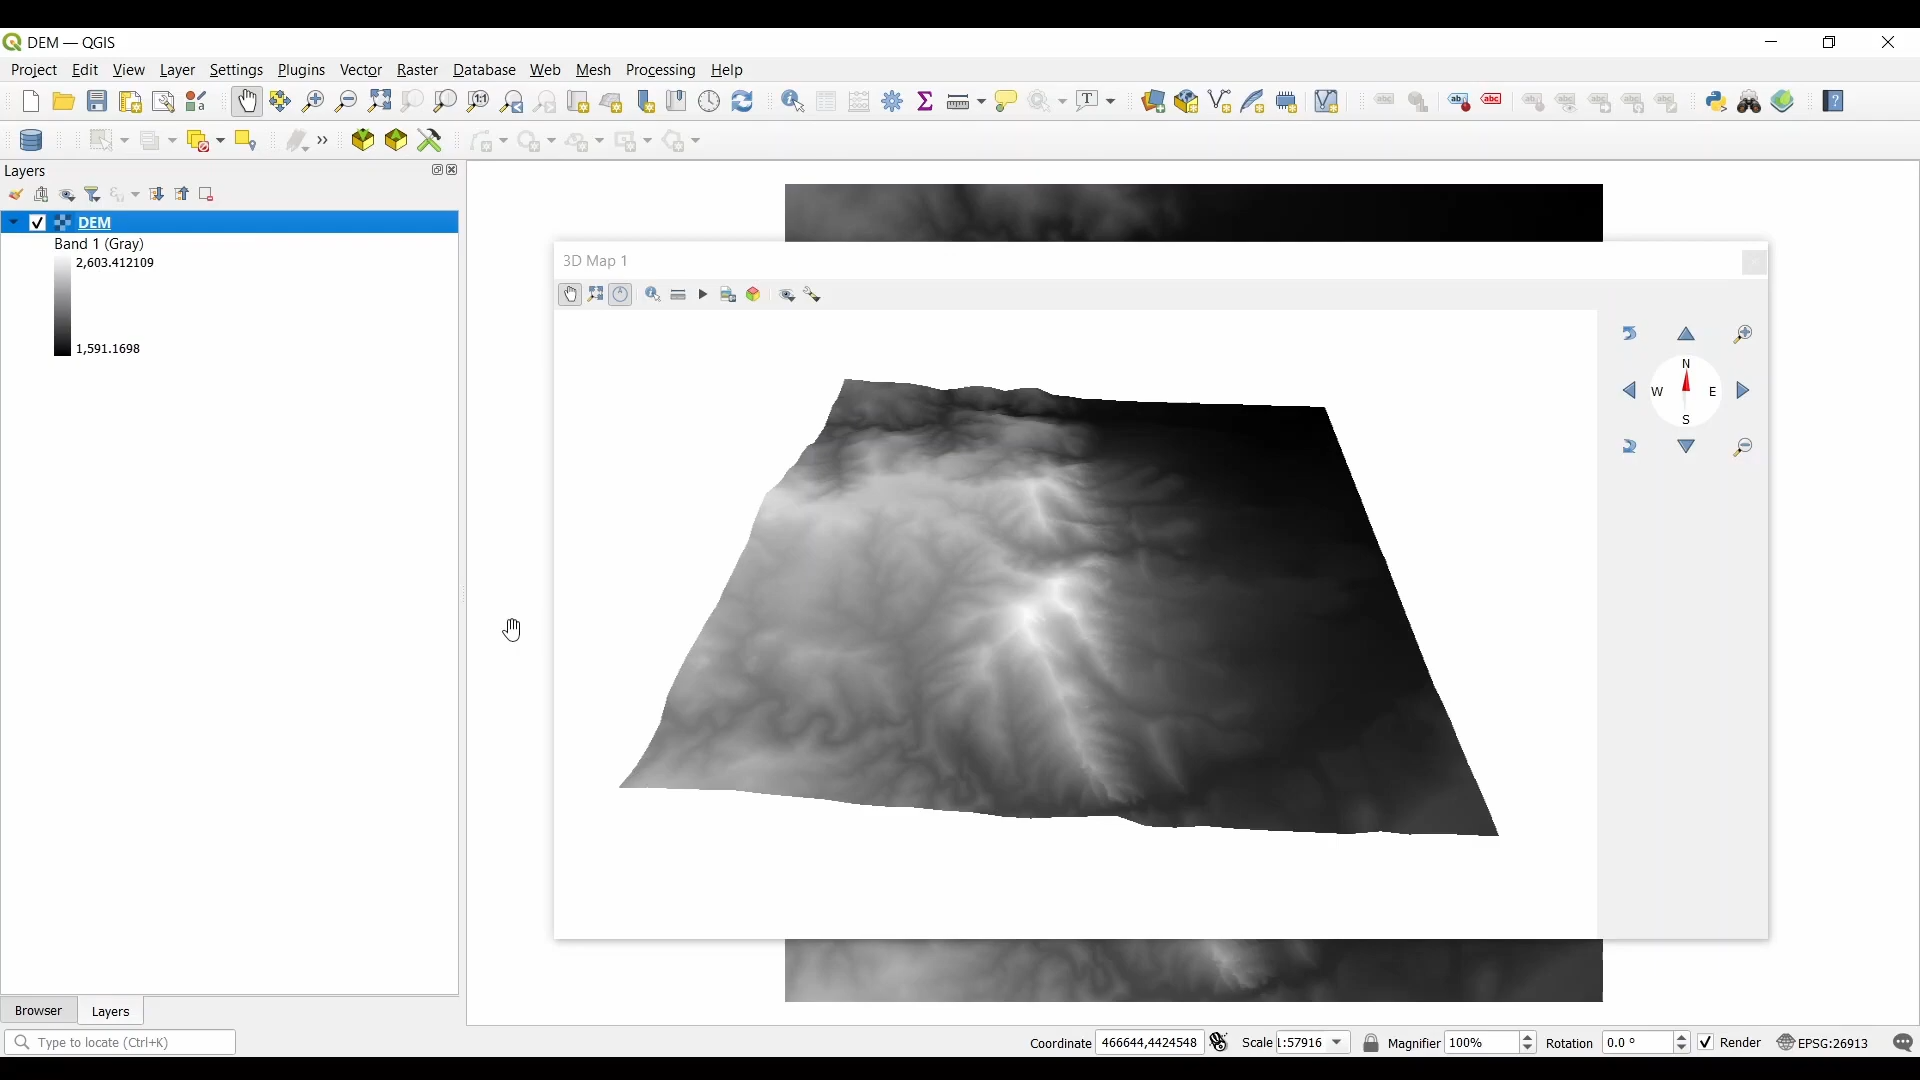 DEM — QGIS
Project Edit View Layer Settings Plugins Vector Raster Database Web Mesh Processing Help
Layers
DEM
Band 1 (Gray)
2,603.412109
1,591.1698
3D Map 1
N
W E
S
Browser Layers
Type to locate (Ctrl+K)
Coordinate 466644,4424548 Scale 1:57916 Magnifier 100% Rotation 0.0 ° Render EPSG:26913